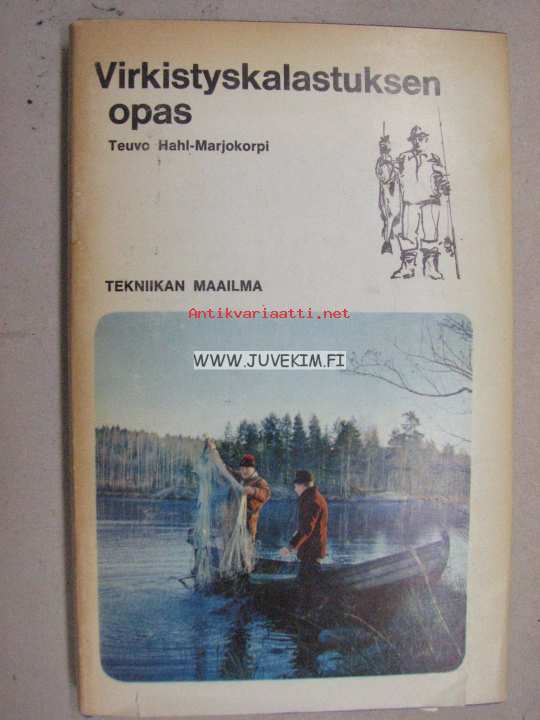 Virkistyskalastuksen
opas
Teuvo Hahl-Marjokorpi
TEKNIIKAN MAAILMA
Antikvariaatti.net
WWW.JUVEKIM.FI